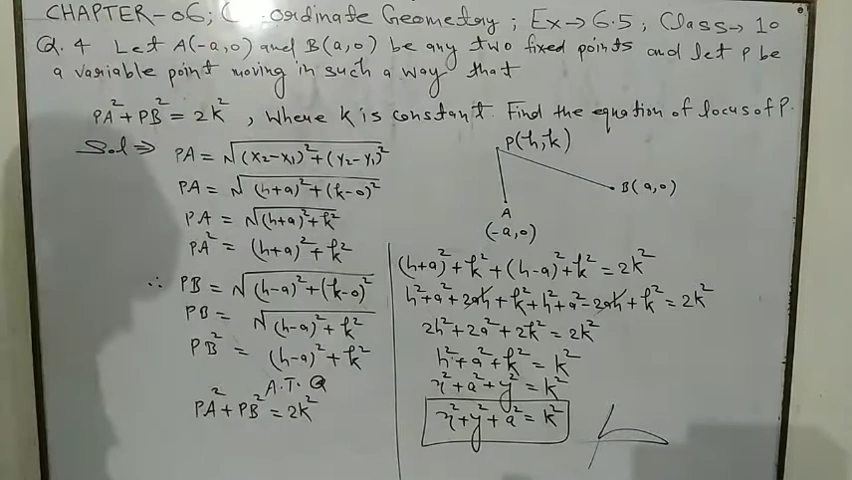 CHAPTER-06; C ordinate Geometry; Ex→6.5; Class→10
Q.4 Let A(-a,0) and B(a,0) be any two fixed points and let P be
a variable point moving in such a way that
PA² + PB² = 2K², where K is constant. Find the equation of locus of P.
Sol ⇒
PA = √(x₂-x₁)² + (y₂-y₁)²
PA = √(h+a)² + (k-0)²
PA = √(h+a)² + k²
PA² = (h+a)² + k²
∴ PB = √(h-a)² + (k-0)²
PB = √(h-a)² + k²
PB² = (h-a)² + k²
A.T.Q
PA² + PB² = 2K²
P(h,k)
B(a,0)
A
(-a,0)
(h+a)² + k² + (h-a)² + k² = 2K²
h² + a² + 2ah + k² + h² + a² - 2ah + k² = 2K²
2h² + 2a² + 2k² = 2K²
h² + a² + k² = K²
x² + a² + y² = K²
x² + y² + a² = K²